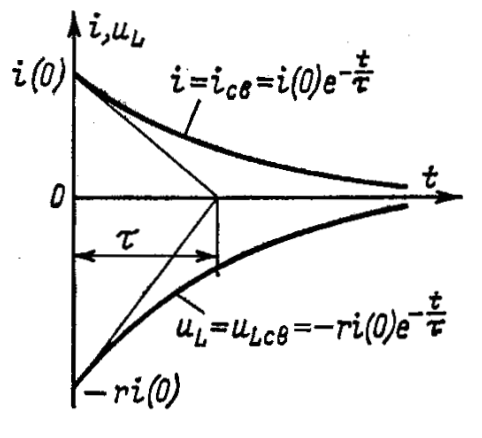 i, u_L
i(0)
i=i_св=i(0)e^{-t/τ}
t
0
τ
u_L=u_Lсв=-ri(0)e^{-t/τ}
-ri(0)